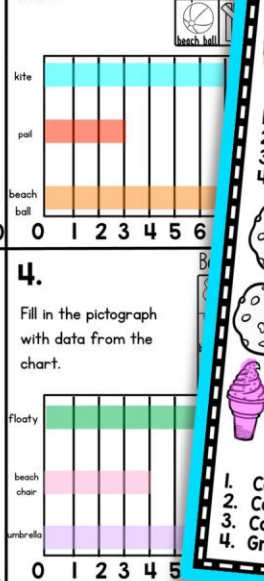 beach ball
kite
pail
beach
ball
0 1 2 3 4 5 6
4.
Fill in the pictograph
with data from the
chart.
floaty
beach
chair
umbrella
0 1 2 3 4 5
1.
2.
3.
4.